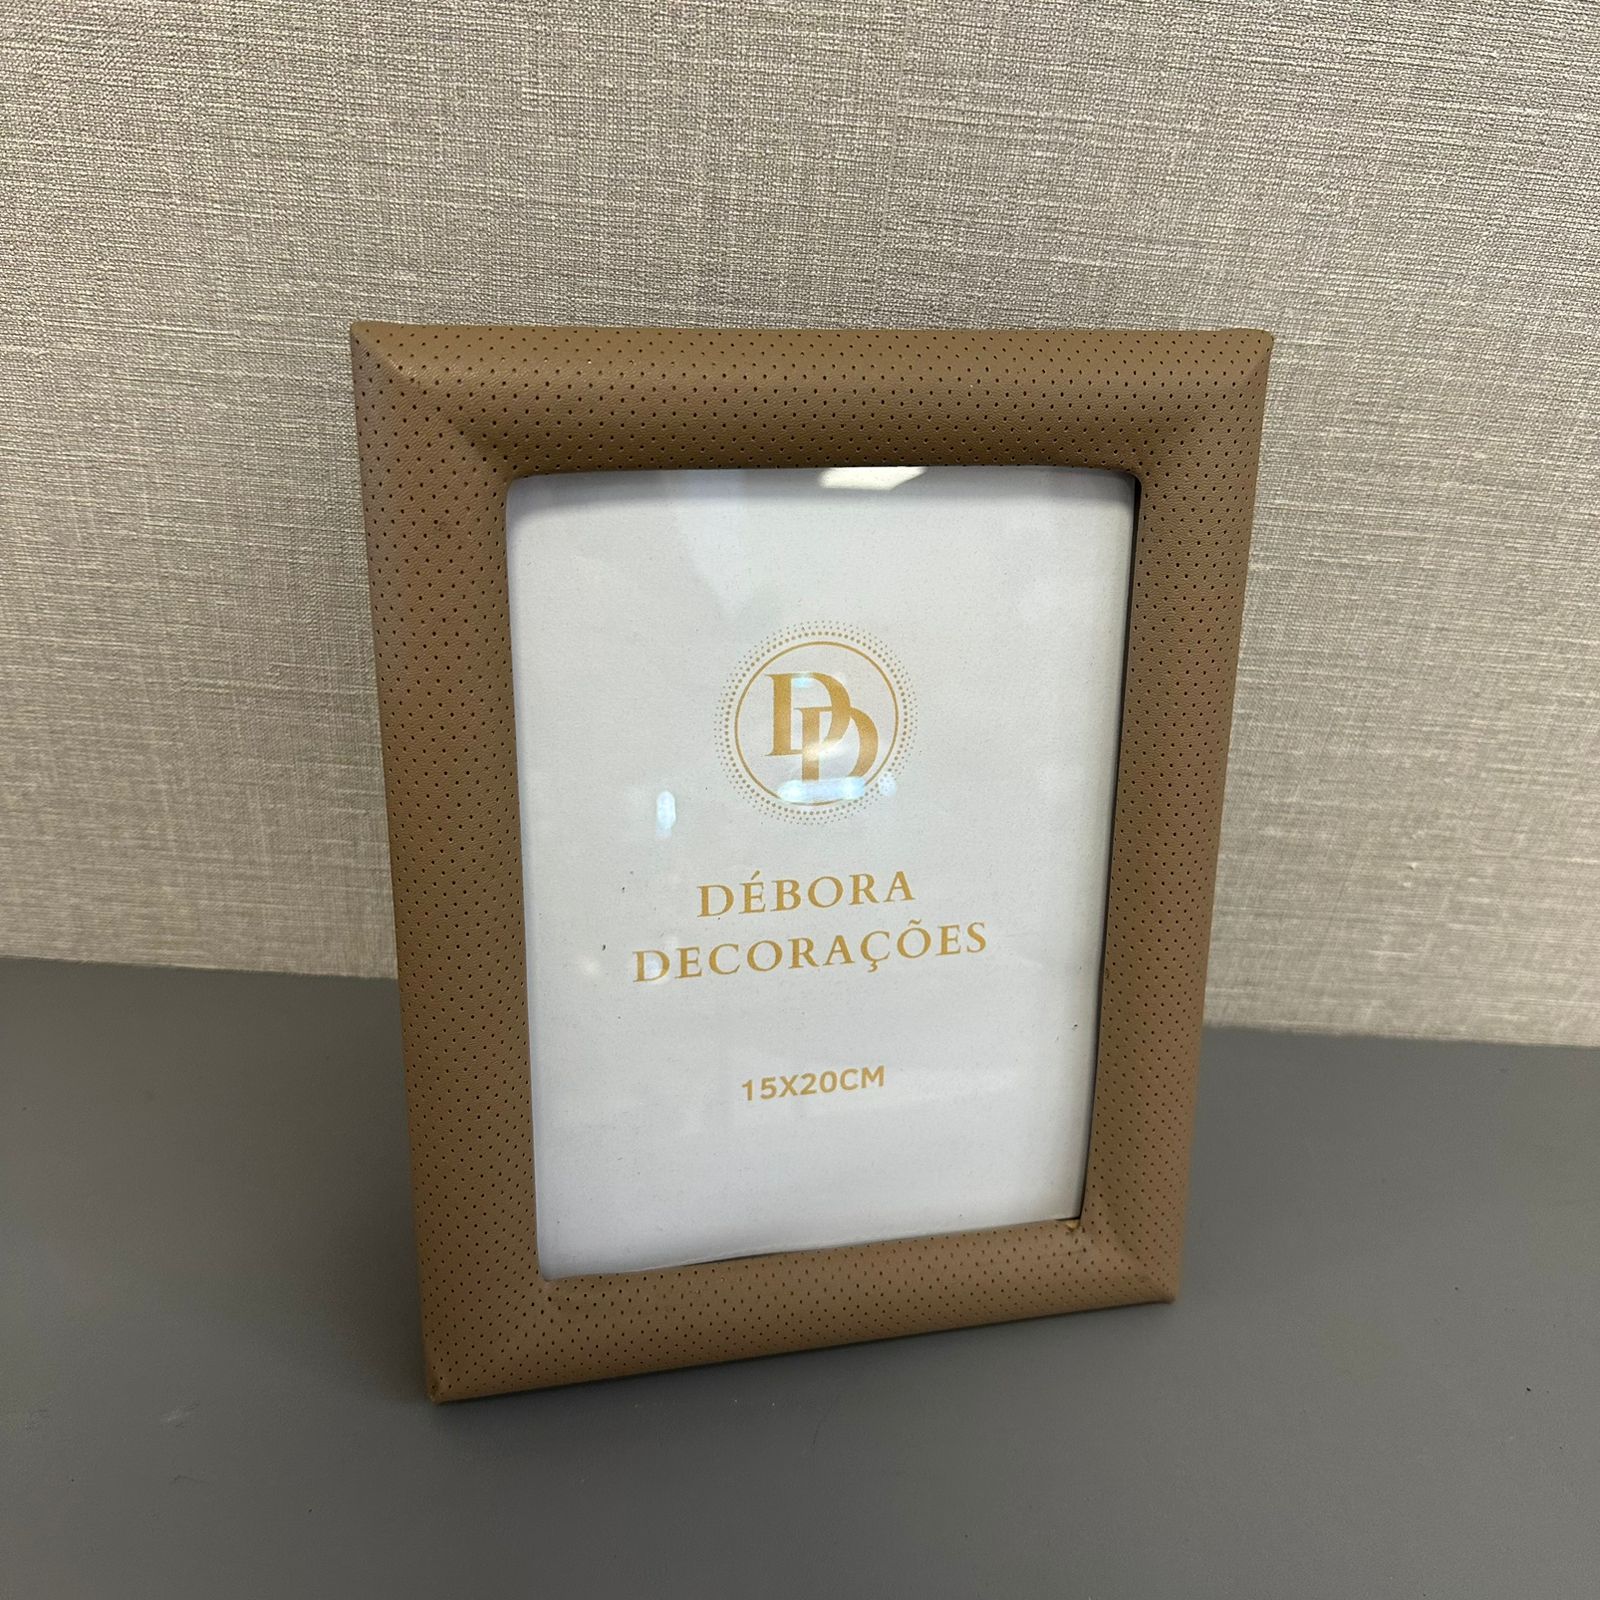 DD
DÉBORA
DECORAÇÕES
15X20CM